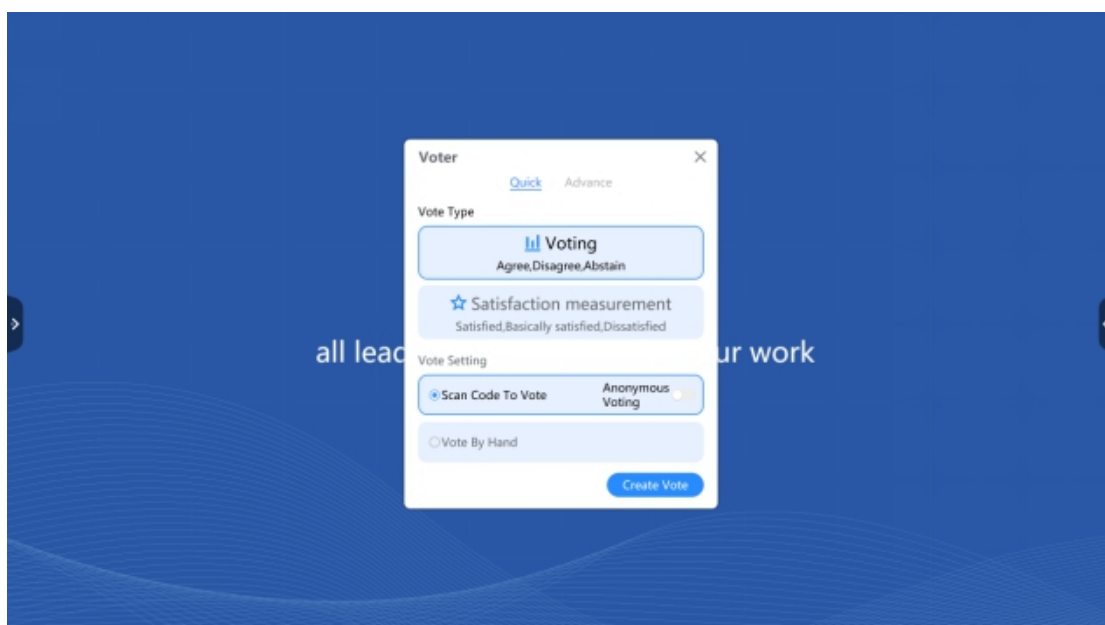 Voter
Quick Advance
Vote Type
Voting
Agree,Disagree,Abstain
Satisfaction measurement
Satisfied,Basically satisfied,Dissatisfied
all lead ur work
Vote Setting
Scan Code To Vote Anonymous Voting
Vote By Hand
Create Vote